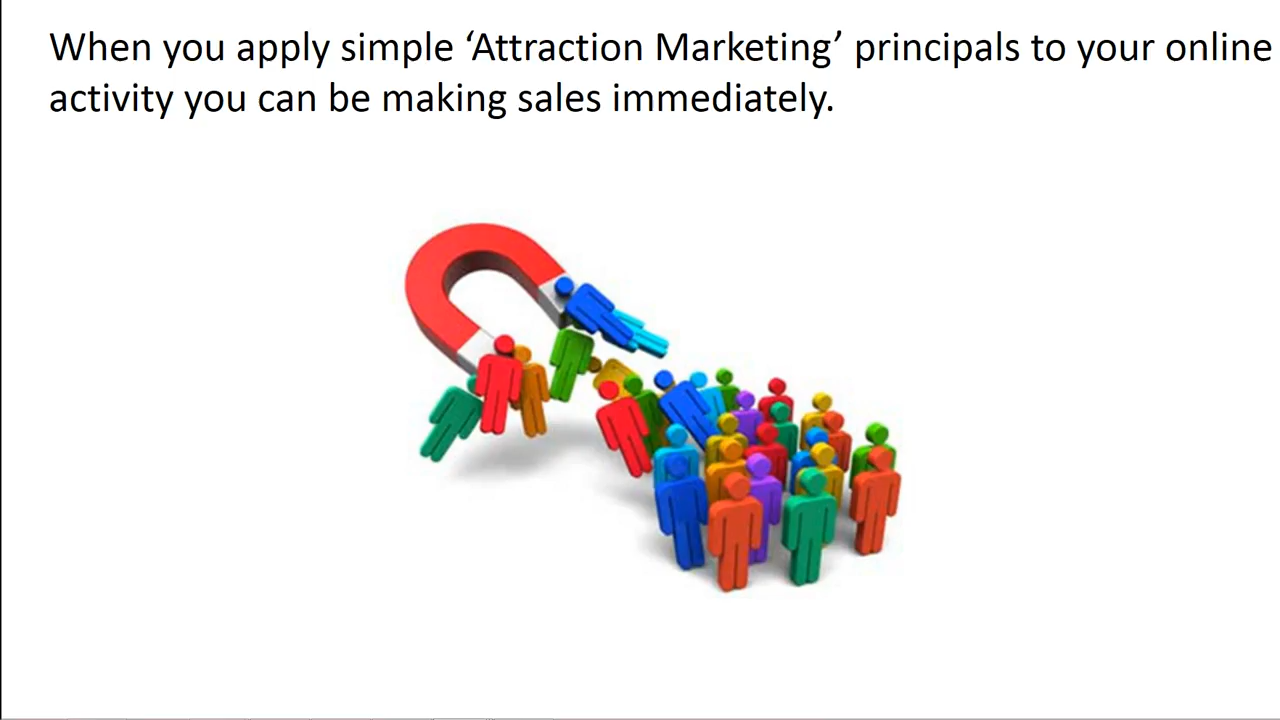 When you apply simple ‘Attraction Marketing’ principals to your online
activity you can be making sales immediately.